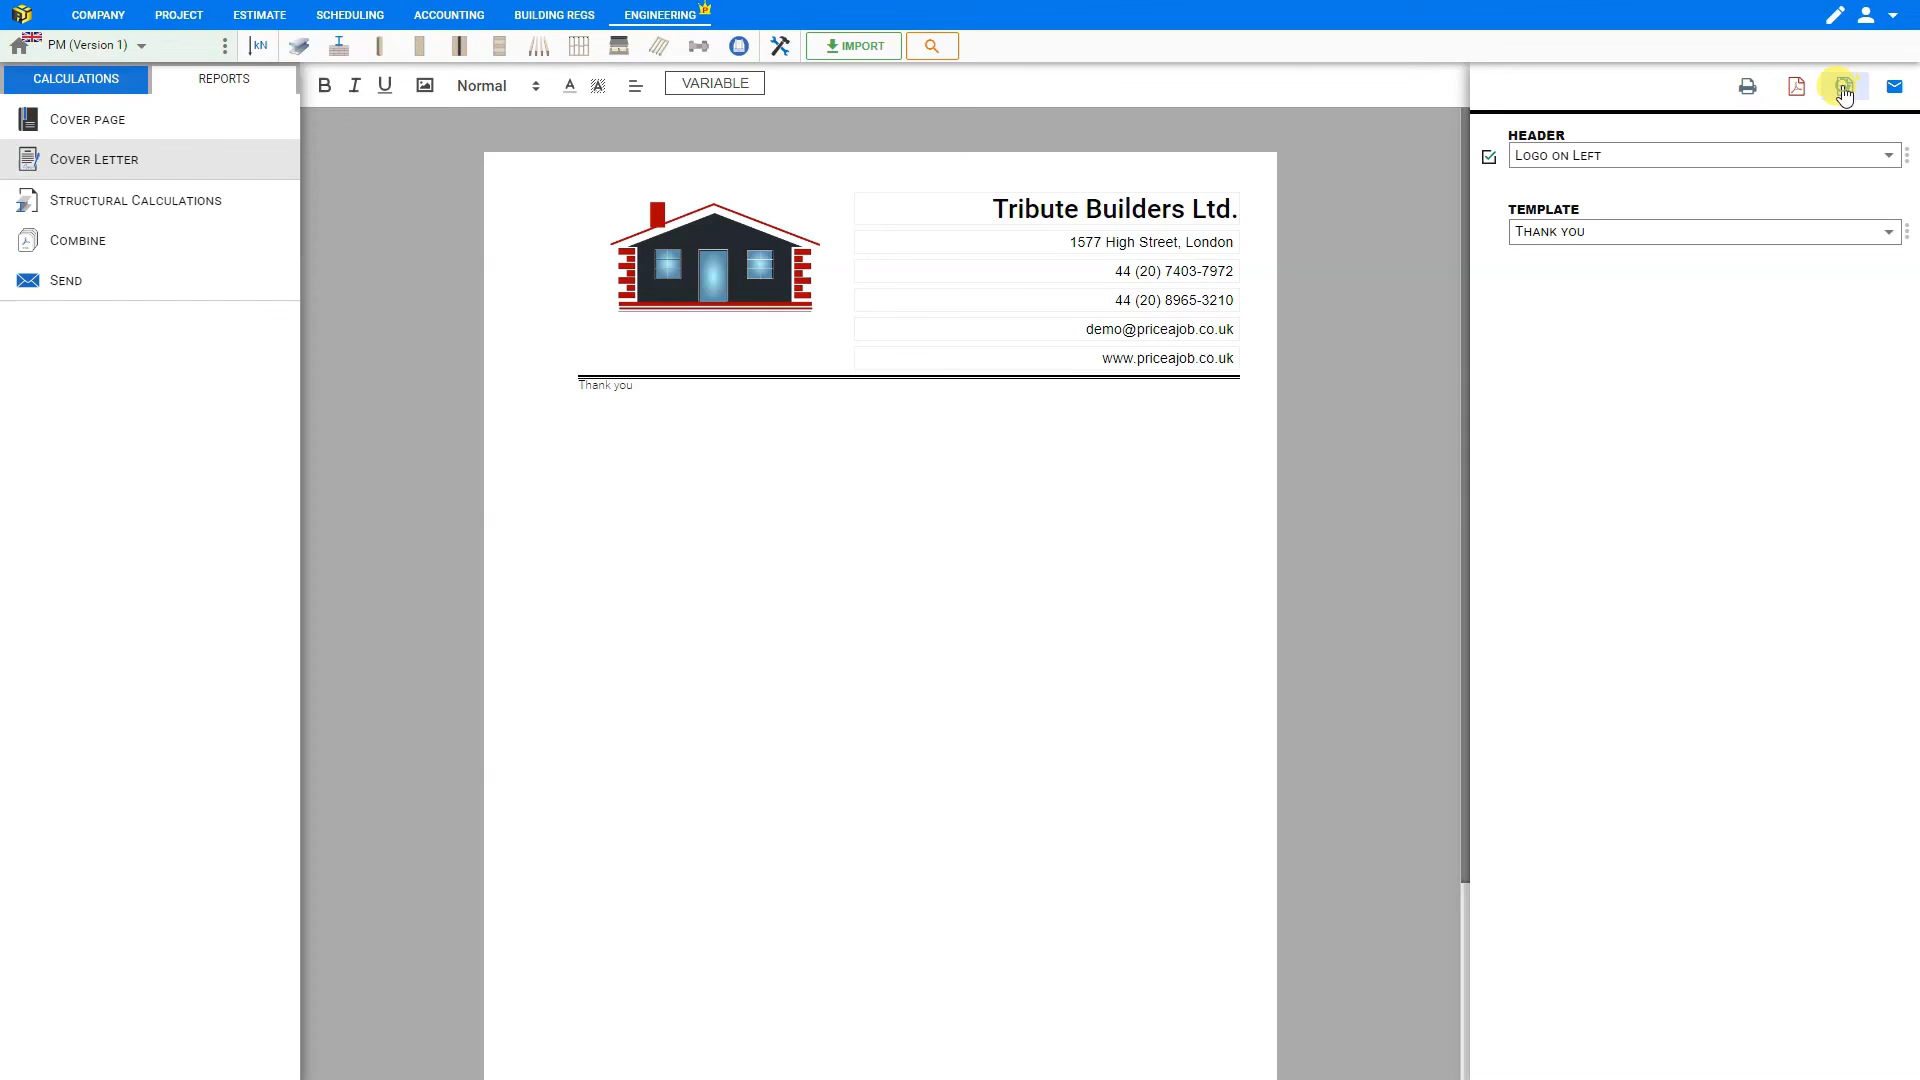 COMPANY PROJECT ESTIMATE SCHEDULING ACCOUNTING BUILDING REGS ENGINEERING
PM (Version 1) kN IMPORT
CALCULATIONS REPORTS
Cover page
Cover Letter
Structural Calculations
Combine
Send
B I U Normal A VARIABLE
Tribute Builders Ltd.
1577 High Street, London
44 (20) 7403-7972
44 (20) 8965-3210
demo@priceajob.co.uk
www.priceajob.co.uk
Thank you
HEADER
Logo on Left
TEMPLATE
Thank you